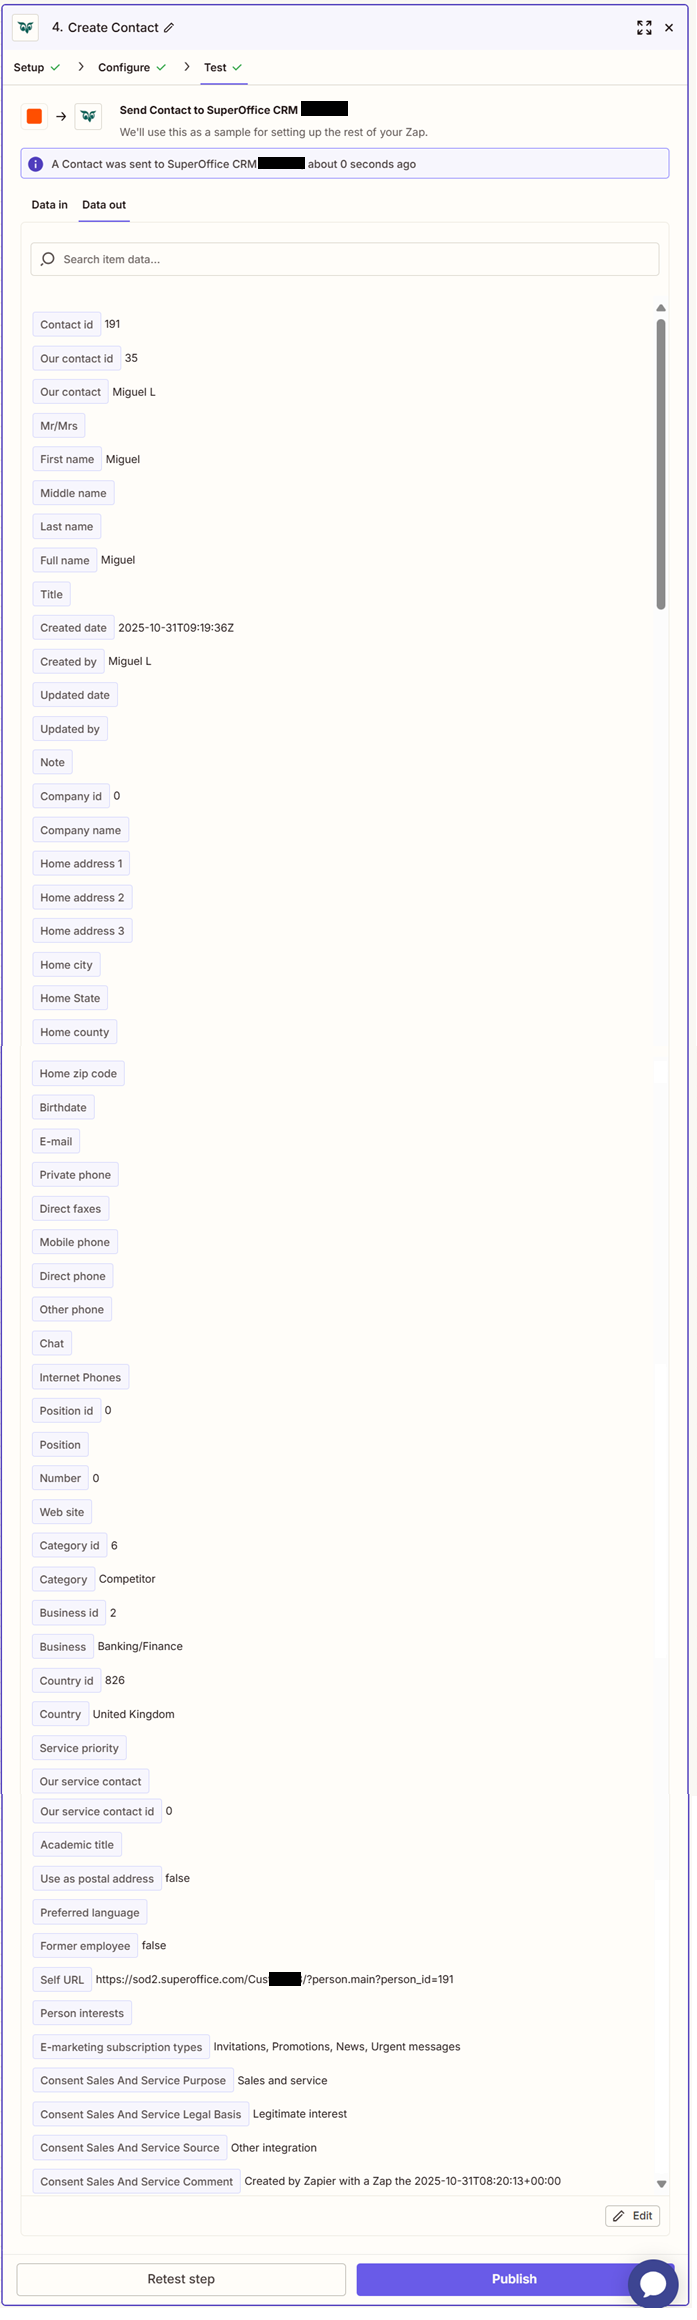 4. Create Contact
Setup
Configure
Test
Send Contact to SuperOffice CRM
We'll use this as a sample for setting up the rest of your Zap.
A Contact was sent to SuperOffice CRM about 0 seconds ago
Data in Data out
Search item data...
Contact id 191
Our contact id 35
Our contact Miguel L
Mr/Mrs
First name Miguel
Middle name
Last name
Full name Miguel
Title
Created date 2025-10-31T09:19:36Z
Created by Miguel L
Updated date
Updated by
Note
Company id 0
Company name
Home address 1
Home address 2
Home address 3
Home city
Home State
Home county
Home zip code
Birthdate
E-mail
Private phone
Direct faxes
Mobile phone
Direct phone
Other phone
Chat
Internet Phones
Position id 0
Position
Number 0
Web site
Category id 6
Category Competitor
Business id 2
Business Banking/Finance
Country id 826
Country United Kingdom
Service priority
Our service contact
Our service contact id 0
Academic title
Use as postal address false
Preferred language
Former employee false
Self URL https://sod2.superoffice.com/Cus /?person.main?person_id=191
Person interests
E-marketing subscription types Invitations, Promotions, News, Urgent messages
Consent Sales And Service Purpose Sales and service
Consent Sales And Service Legal Basis Legitimate interest
Consent Sales And Service Source Other integration
Consent Sales And Service Comment Created by Zapier with a Zap the 2025-10-31T08:20:13+00:00
Edit
Retest step
Publish